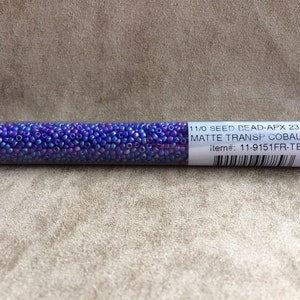 11/0 SEED BEAD-APX 23
MATTE TRANSP COBAL
Item#: 11-9151FR-TB